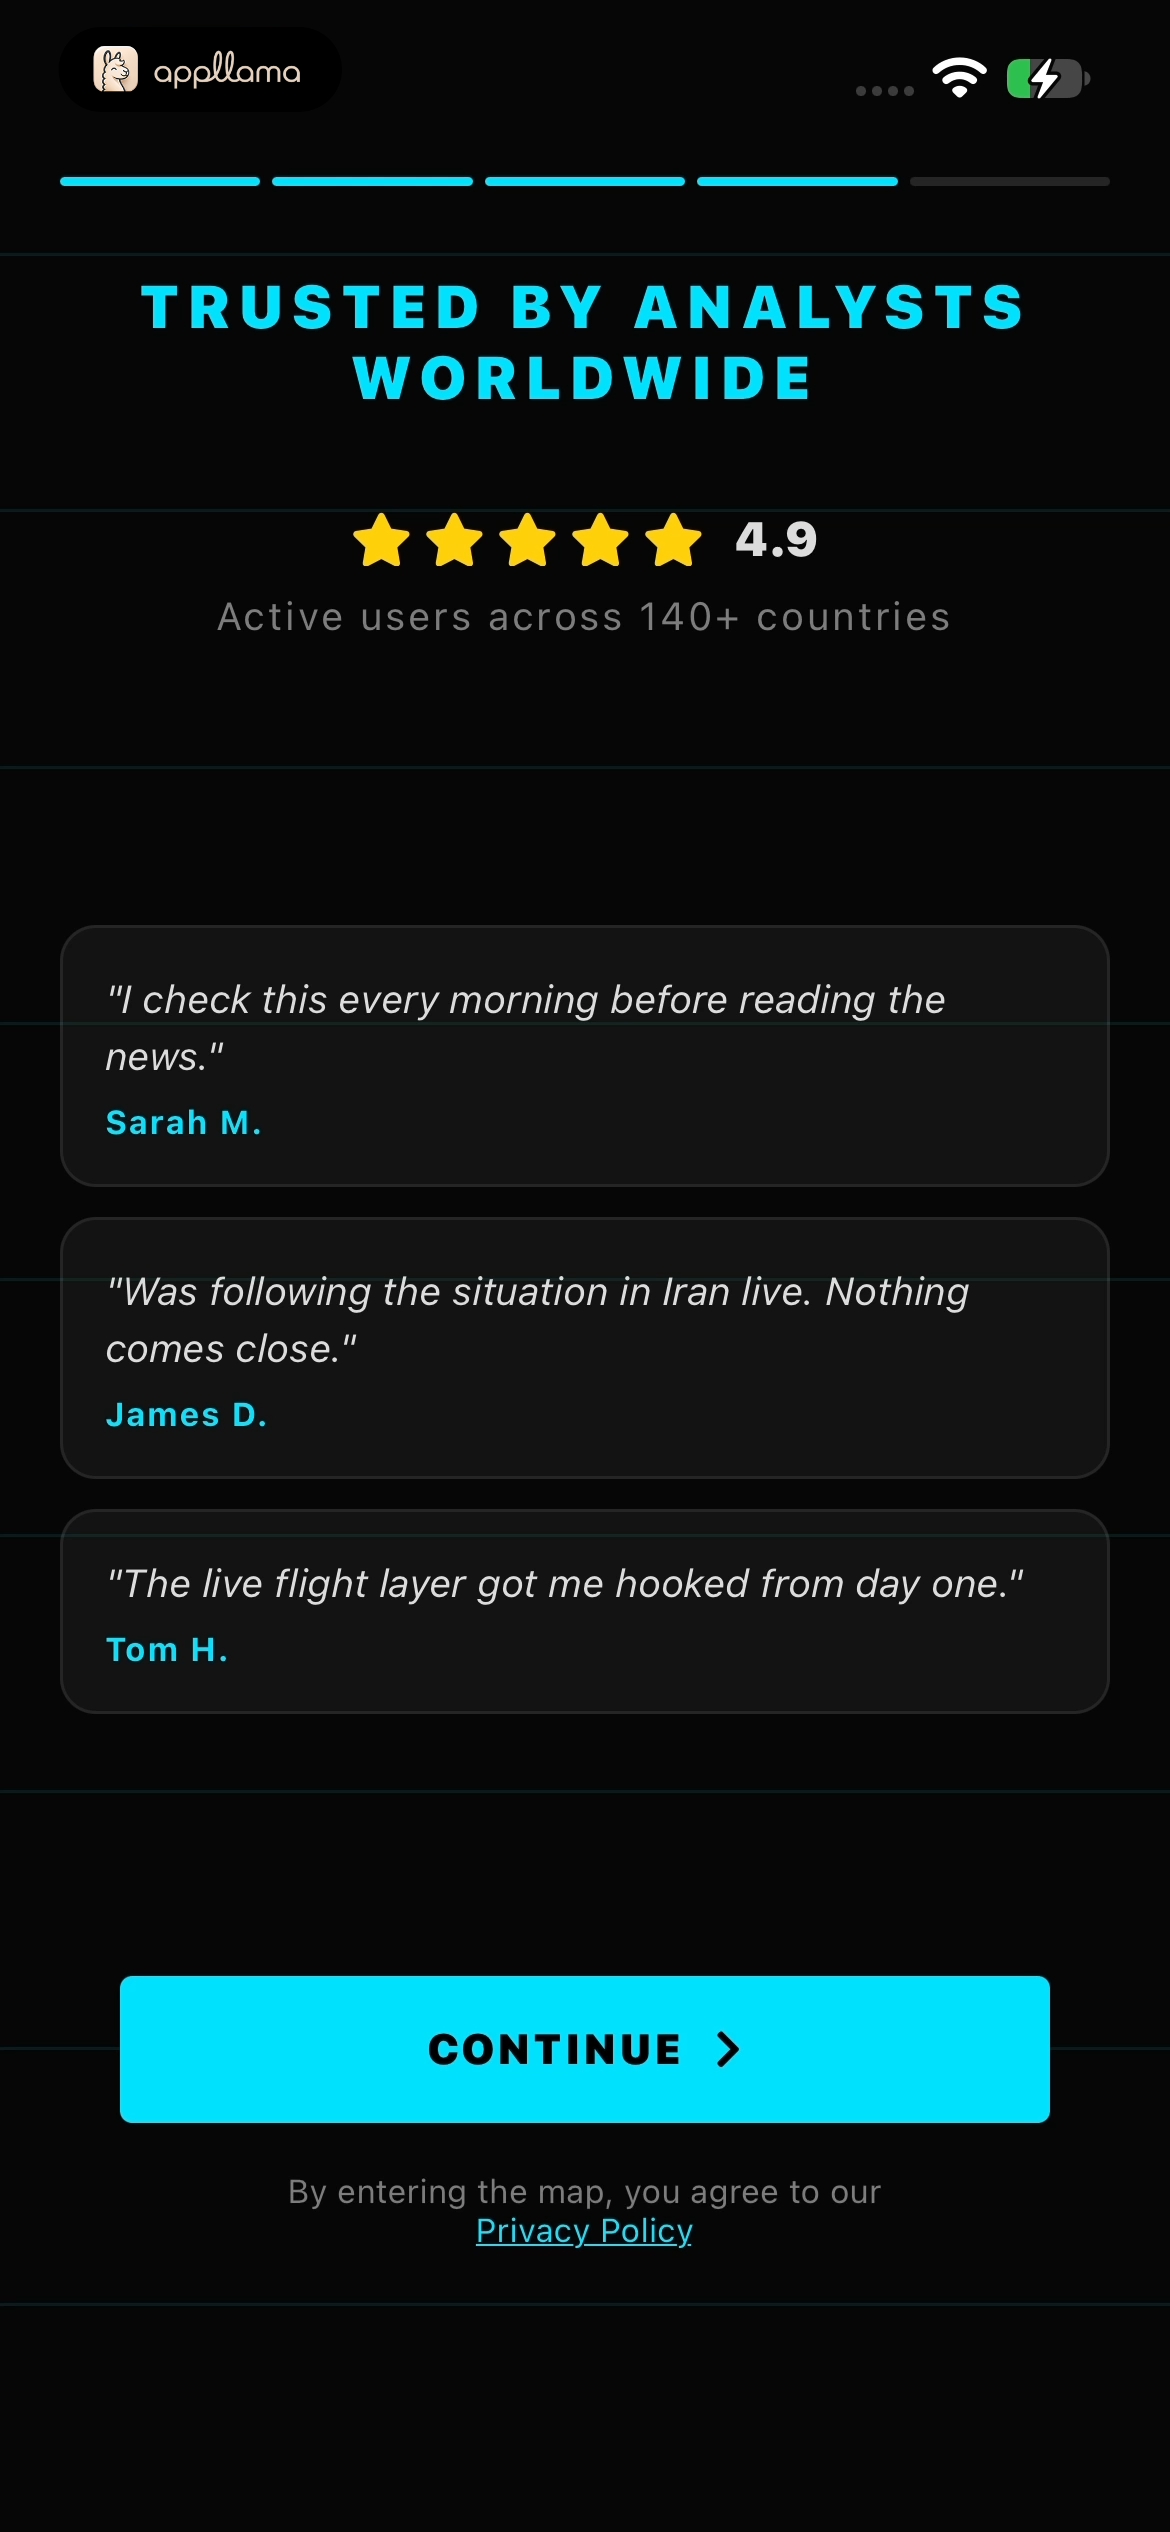 appllama
TRUSTED BY ANALYSTS
WORLDWIDE
4.9
Active users across 140+ countries
"I check this every morning before reading the
news."
Sarah M.
"Was following the situation in Iran live. Nothing
comes close."
James D.
"The live flight layer got me hooked from day one."
Tom H.
CONTINUE
By entering the map, you agree to our
Privacy Policy